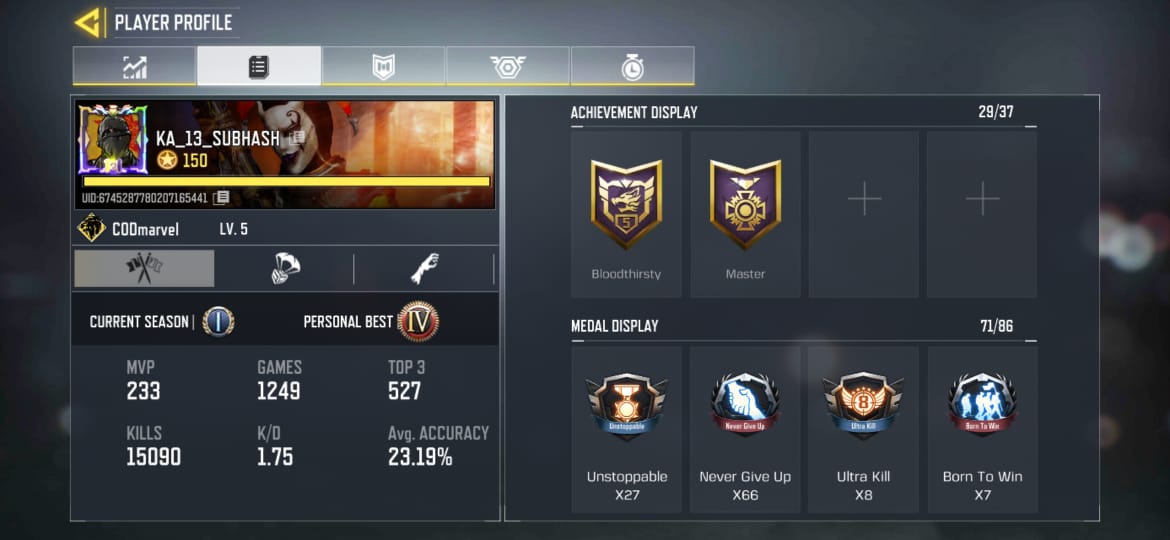 PLAYER PROFILE
KA_13_SUBHASH
150
UID:6745287780207165441
CODmarvel LV. 5
CURRENT SEASON | I PERSONAL BEST IV
MVP GAMES TOP 3
233 1249 527
KILLS K/D Avg. ACCURACY
15090 1.75 23.19%
ACHIEVEMENT DISPLAY 29/37
5
Bloodthirsty Master
MEDAL DISPLAY 71/86
8
Unstoppable Never Give Up Ultra Kill Born To Win
Unstoppable Never Give Up Ultra Kill Born To Win
X27 X66 X8 X7